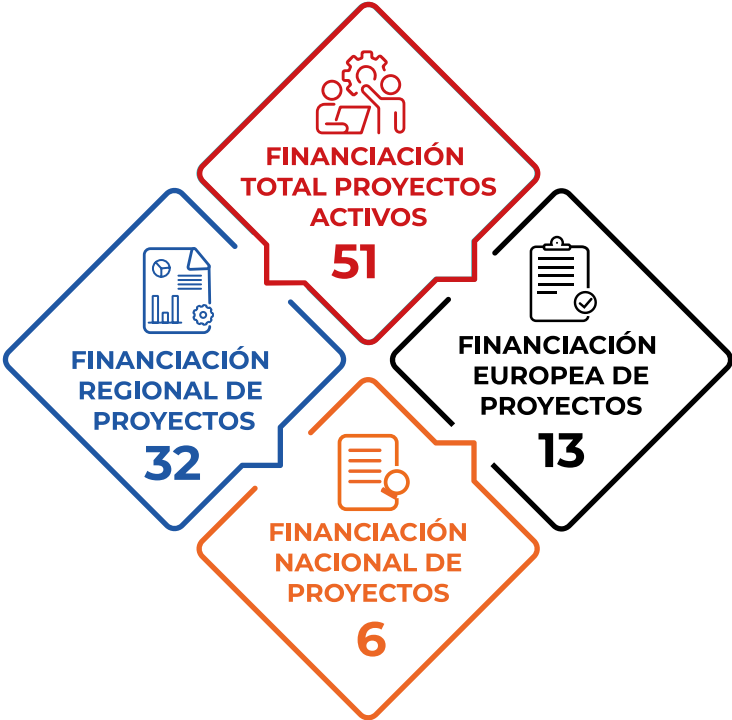 FINANCIACIÓN
TOTAL PROYECTOS
ACTIVOS
51
FINANCIACIÓN
REGIONAL DE
PROYECTOS
32
FINANCIACIÓN
EUROPEA DE
PROYECTOS
13
FINANCIACIÓN
NACIONAL DE
PROYECTOS
6